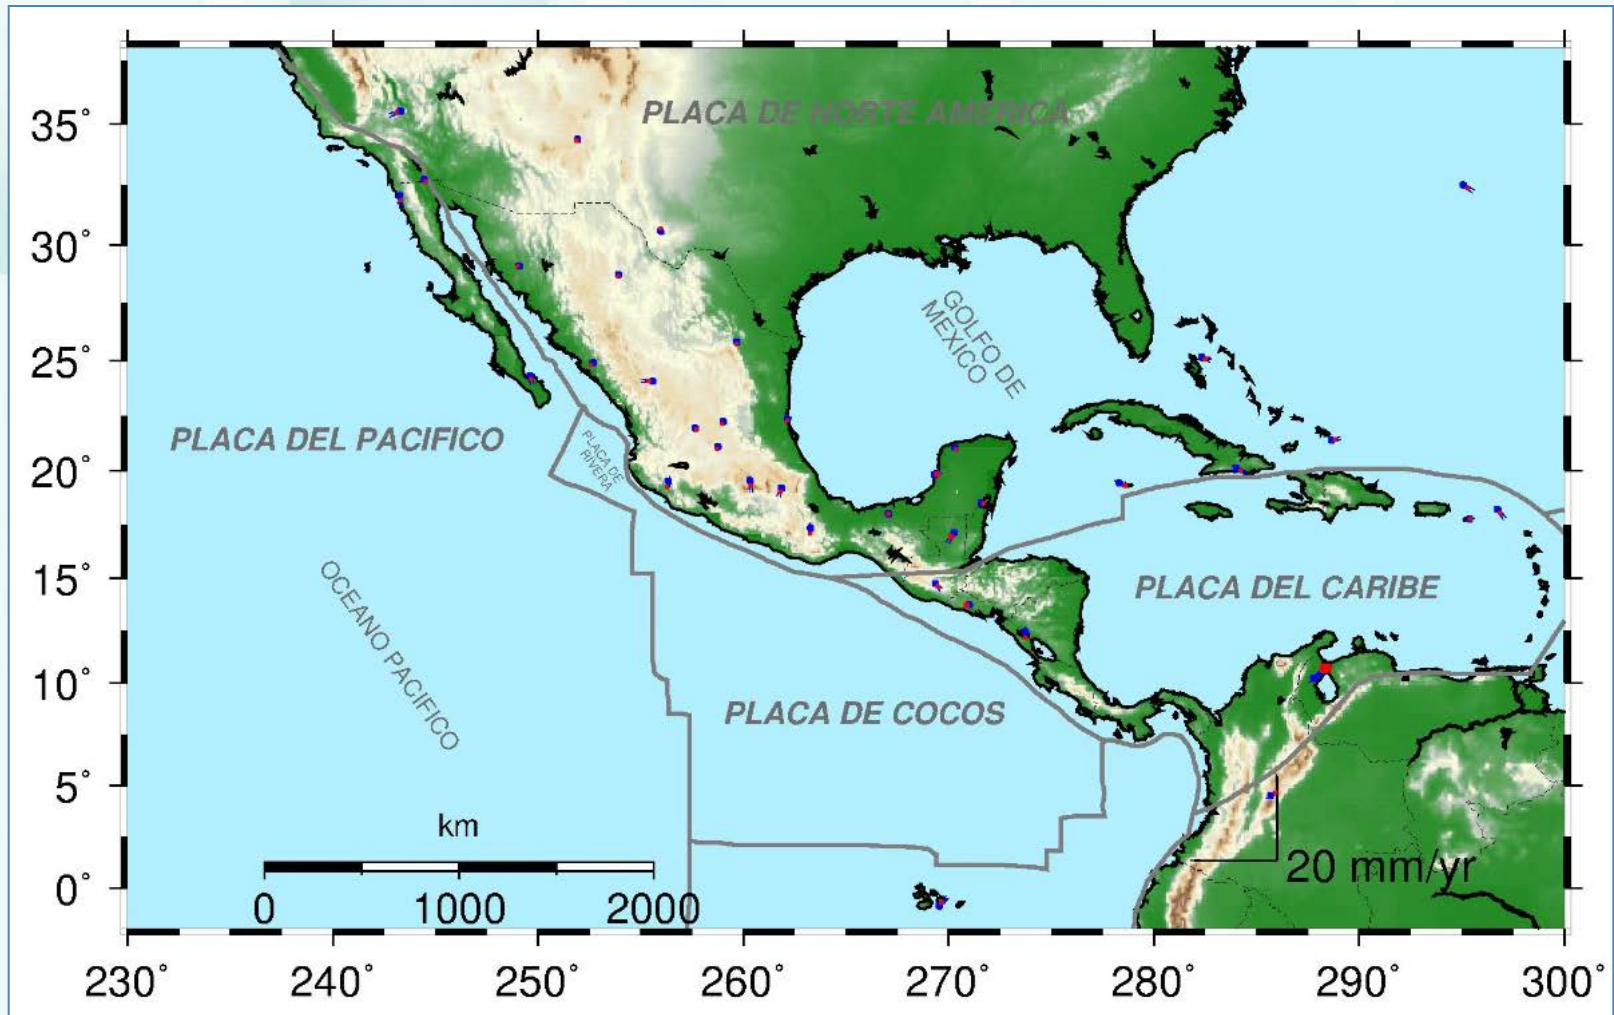 35°
30°
25°
20°
15°
10°
5°
0°
PLACA DE NORTE AMERICA
GOLFO DE
MEXICO
PLACA DEL PACIFICO
PLACA DE
RIVERA
OCEANO PACIFICO
PLACA DEL CARIBE
PLACA DE COCOS
km
0 1000 2000
20 mm/yr
230° 240° 250° 260° 270° 280° 290° 300°